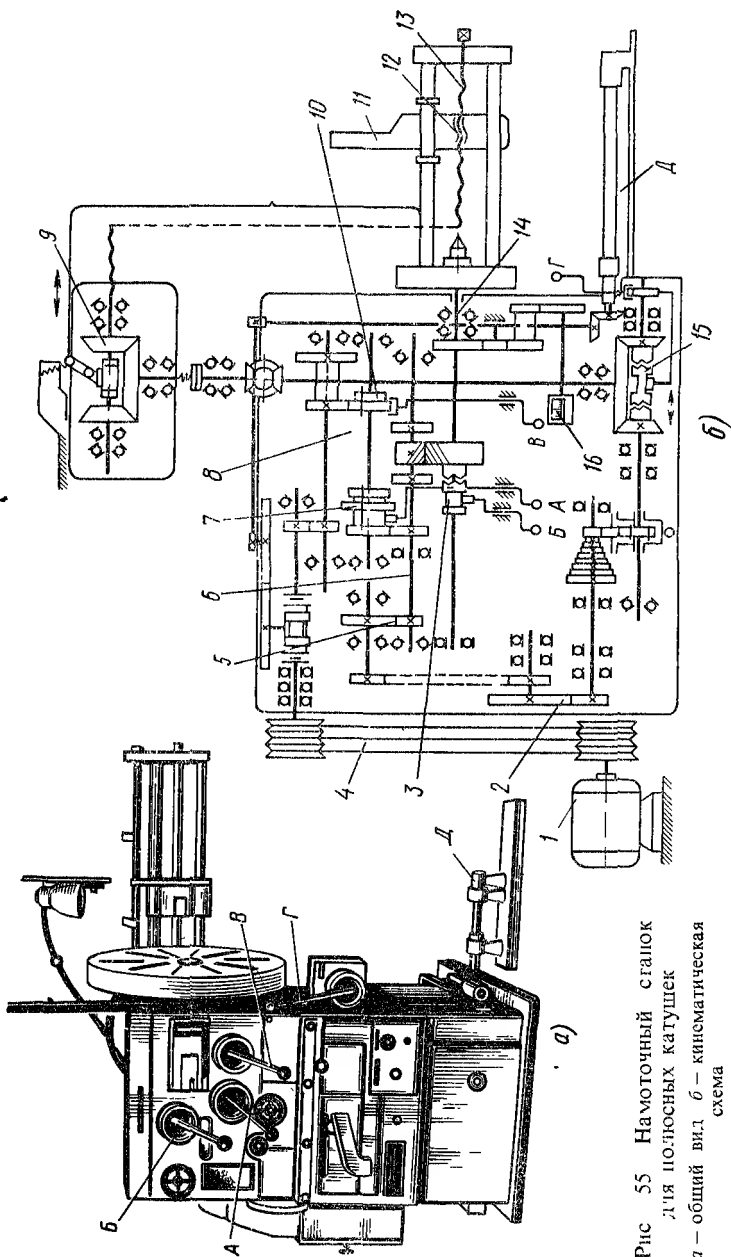 Б
А
В
Г
Д
а)
1
2
3
4
5
6
7
8
9
10
11
12
13
14
15
16
А
Б
В
Г
Д
б)
Рис 55 Намоточный станок
для полюсных катушек
а – общий вид б – кинематическая
схема